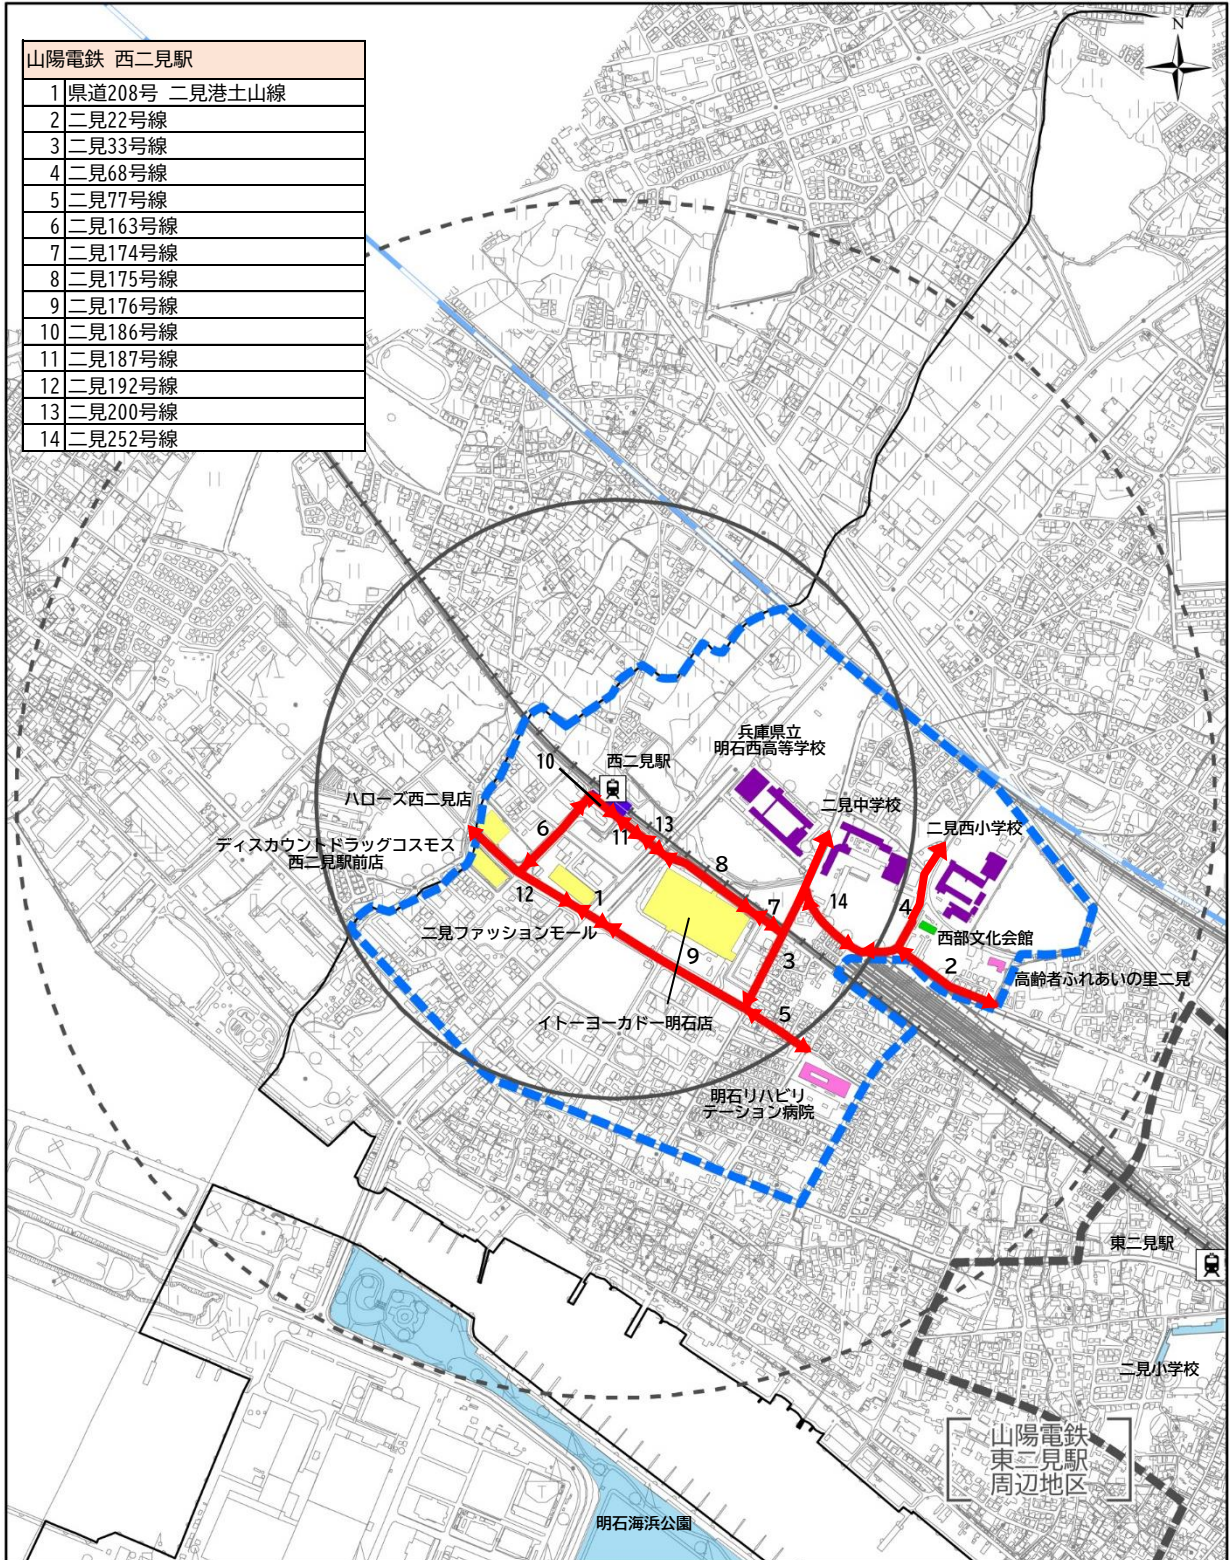 山陽電鉄 西二見駅
1 県道208号 二見港土山線
2 二見22号線
3 二見33号線
4 二見68号線
5 二見77号線
6 二見163号線
7 二見174号線
8 二見175号線
9 二見176号線
10 二見186号線
11 二見187号線
12 二見192号線
13 二見200号線
14 二見252号線
N
兵庫県立
明石西高等学校
西二見駅
10
ハローズ西二見店
二見中学校
二見西小学校
6
11
13
ディスカウントドラッグコスモス
西二見駅前店
8
12
1
14
4
7
二見ファッションモール
西部文化会館
9
3
2
高齢者ふれあいの里二見
イトーヨーカドー明石店
5
明石リハビリ
テーション病院
東二見駅
二見小学校
山陽電鉄
東二見駅
周辺地区
明石海浜公園